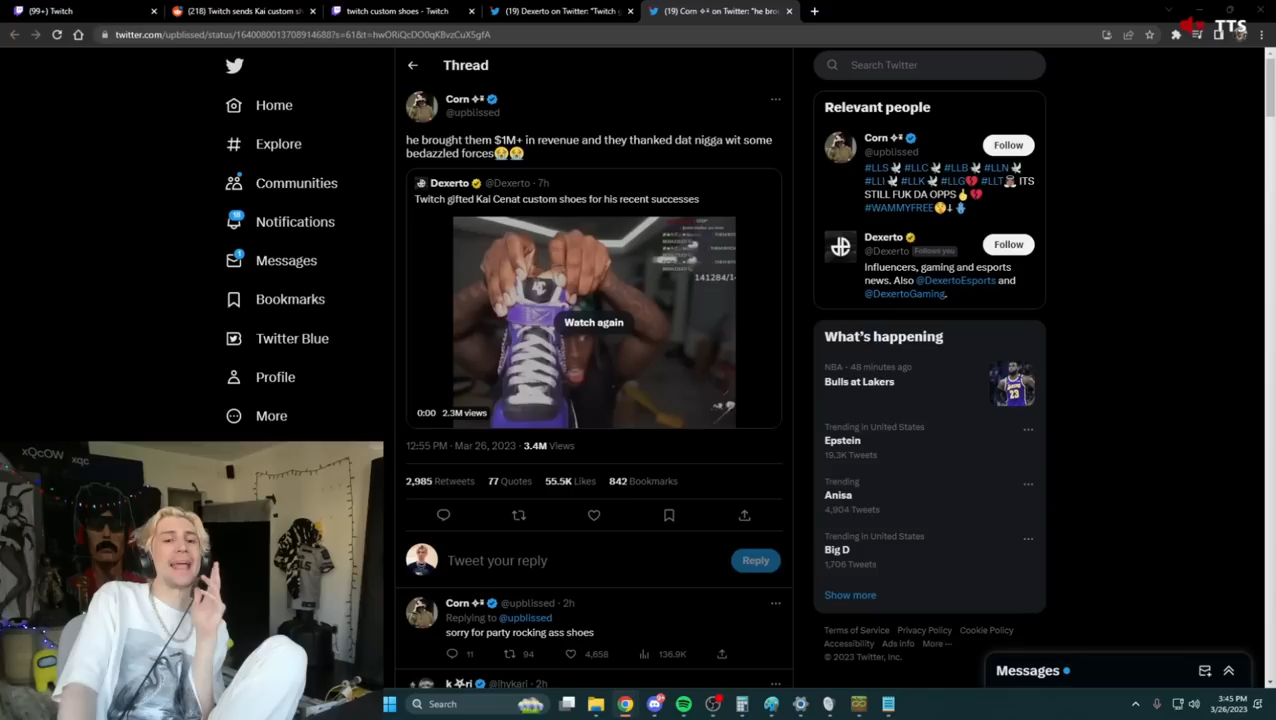 (99+) Twitch
(218) Twitch sends Kai custom sh
twitch custom shoes - Twitch
(19) Dexerto on Twitter: "Twitch g
(19) Corn on Twitter: "he bro
TTS
twitter.com/upblissed/status/1640080013708914688?s=61&t=hwORiQcDO0qKBvzCuX5gfA
Home
Explore
Communities
18
Notifications
1
Messages
Bookmarks
Twitter Blue
Profile
More
Thread
Corn
@upblissed
he brought them $1M+ in revenue and they thanked dat nigga wit some
bedazzled forces😭😭
Dexerto @Dexerto · 7h
Twitch gifted Kai Cenat custom shoes for his recent successes
141284/1
Watch again
0:00 2.3M views
12:55 PM · Mar 26, 2023 · 3.4M Views
2,985 Retweets 77 Quotes 55.5K Likes 842 Bookmarks
Tweet your reply
Reply
Corn @upblissed · 2h
Replying to @upblissed
sorry for party rocking ass shoes
11 94 4,658 136.9K
@jhykari · 2h
Search Twitter
Relevant people
Corn
@upblissed
Follow
#LLS🕊 #LLC🕊 #LLB🕊 #LLN🕊
#LLI🕊 #LLK🕊 #LLG💔 #LLT ITS
STILL FUK DA OPPS
#WAMMYFREE
Dexerto
@Dexerto Follows you
Follow
Influencers, gaming and esports
news. Also @DexertoEsports and
@DexertoGaming.
What's happening
NBA · 48 minutes ago
Bulls at Lakers
Trending in United States
Epstein
19.3K Tweets
Trending
Anisa
4,904 Tweets
Trending in United States
Big D
1,706 Tweets
Show more
Terms of Service Privacy Policy Cookie Policy
Accessibility Ads info More ···
© 2023 Twitter, Inc.
Messages
xQcOW
xqc
Search
3:45 PM
3/26/2023